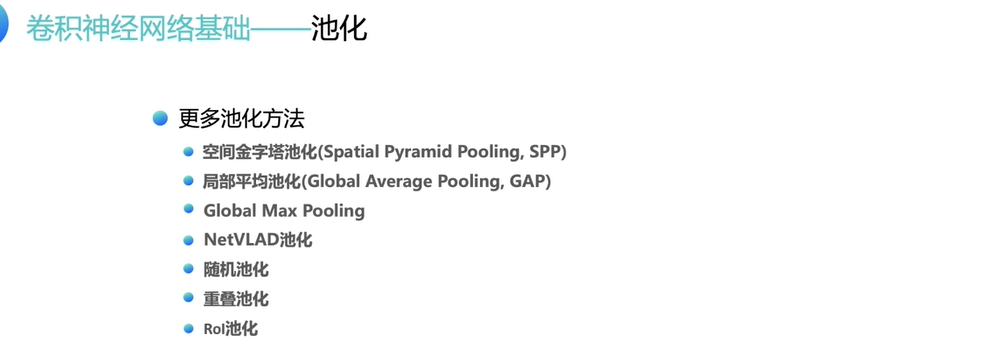 卷积神经网络基础——池化
更多池化方法
空间金字塔池化(Spatial Pyramid Pooling, SPP)
局部平均池化(Global Average Pooling, GAP)
Global Max Pooling
NetVLAD池化
随机池化
重叠池化
RoI池化